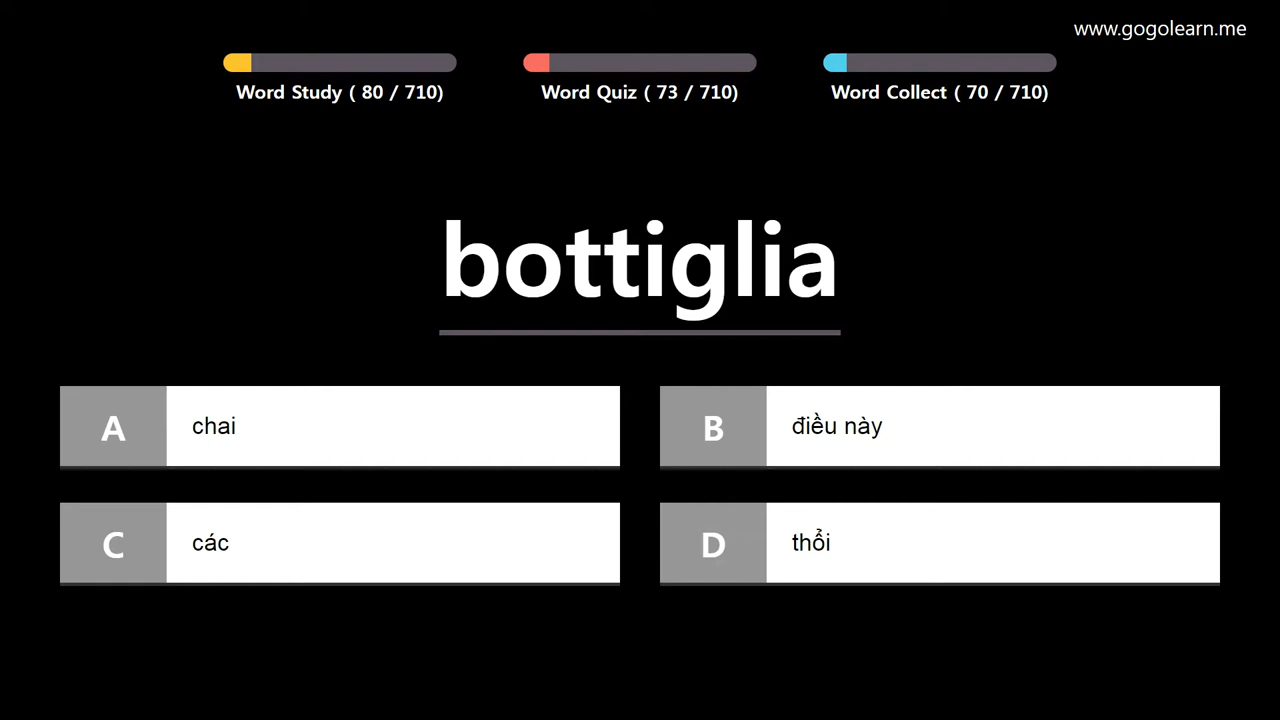 www.gogolearn.me
Word Study ( 80 / 710)
Word Quiz ( 73 / 710)
Word Collect ( 70 / 710)
bottiglia
A chai
B điều này
C các
D thổi